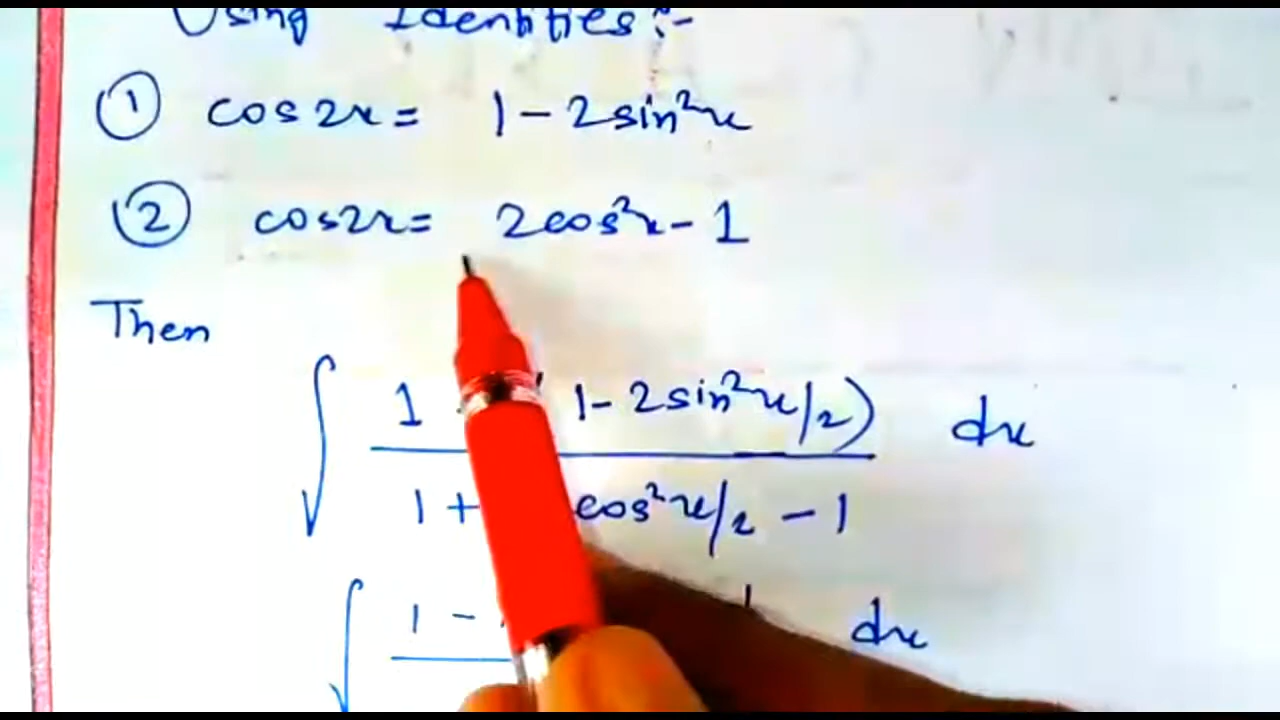 Using Identities:-
① cos2x = 1 - 2sin²x
② cos2x = 2cos²x - 1
Then
∫ 1 1 - 2sin²x/2) dx
1 + cos²x/2 - 1
∫ 1 - dx